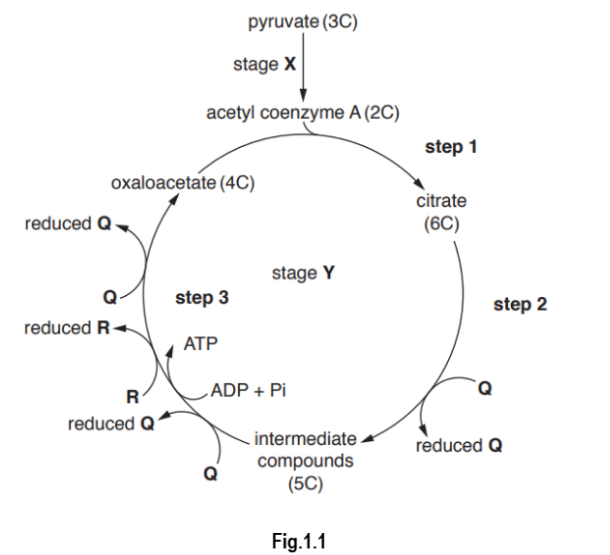 pyruvate (3C)
stage X
acetyl coenzyme A (2C)
step 1
oxaloacetate (4C)
citrate
(6C)
reduced Q
stage Y
Q
step 3
step 2
reduced R
ATP
R
ADP + Pi
Q
reduced Q
intermediate
compounds
(5C)
reduced Q
Q
Fig.1.1